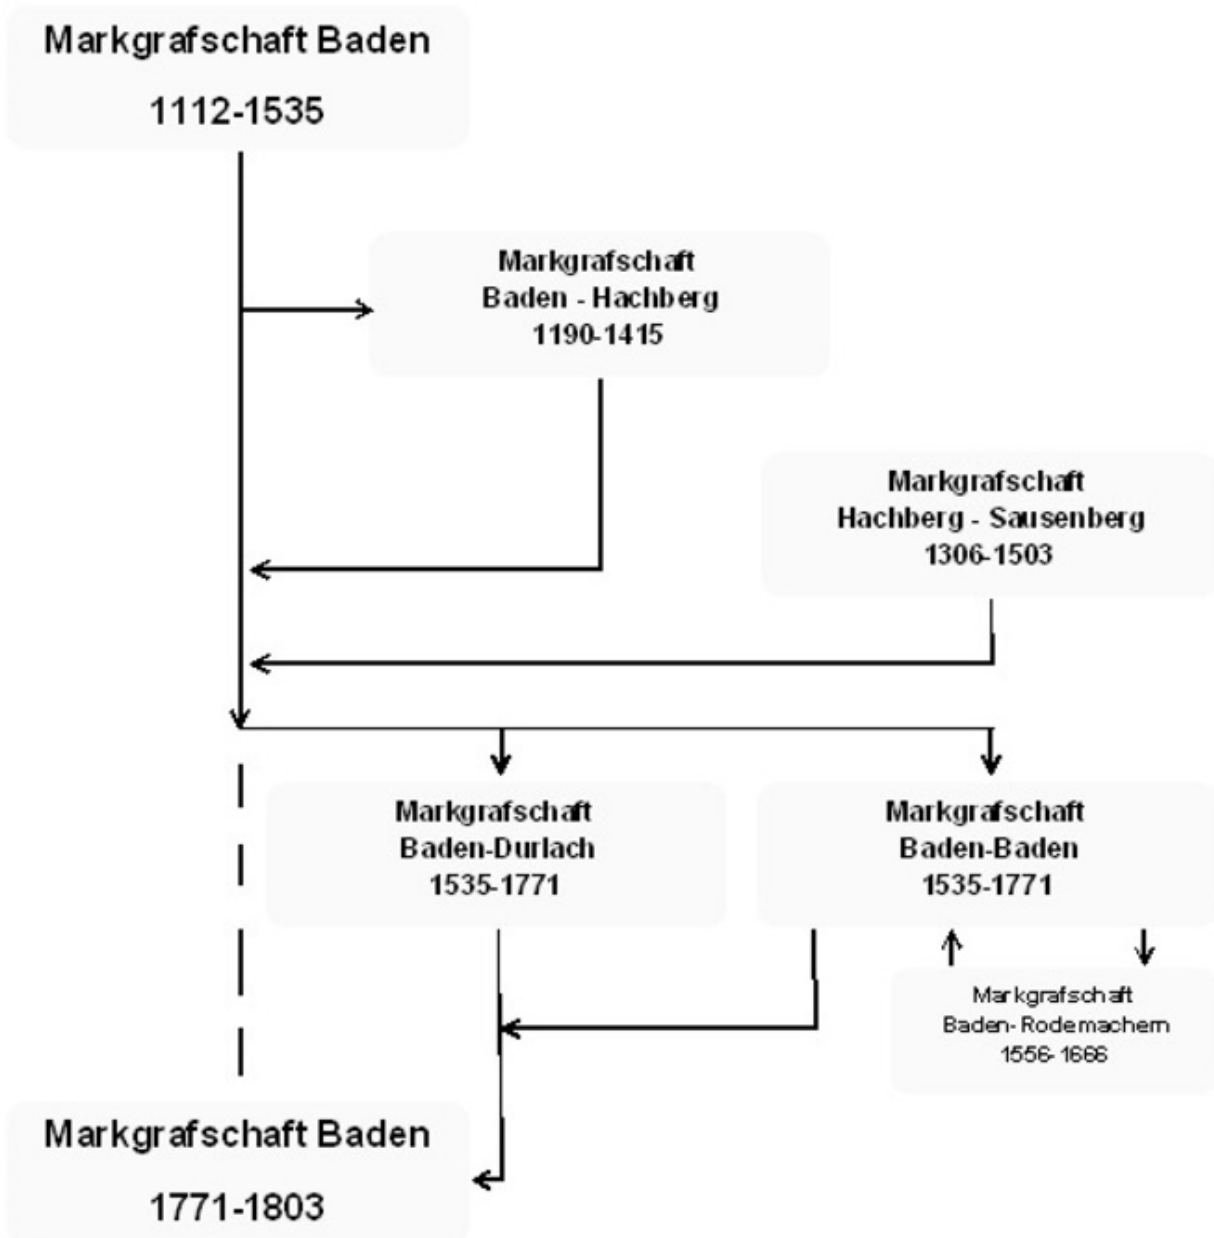 Markgrafschaft Baden
1112-1535
Markgrafschaft
Baden - Hachberg
1190-1415
Markgrafschaft
Hachberg - Sausenberg
1306-1503
Markgrafschaft
Baden-Durlach
1535-1771
Markgrafschaft
Baden-Baden
1535-1771
Markgrafschaft
Baden-Rodemachern
1556-1666
Markgrafschaft Baden
1771-1803